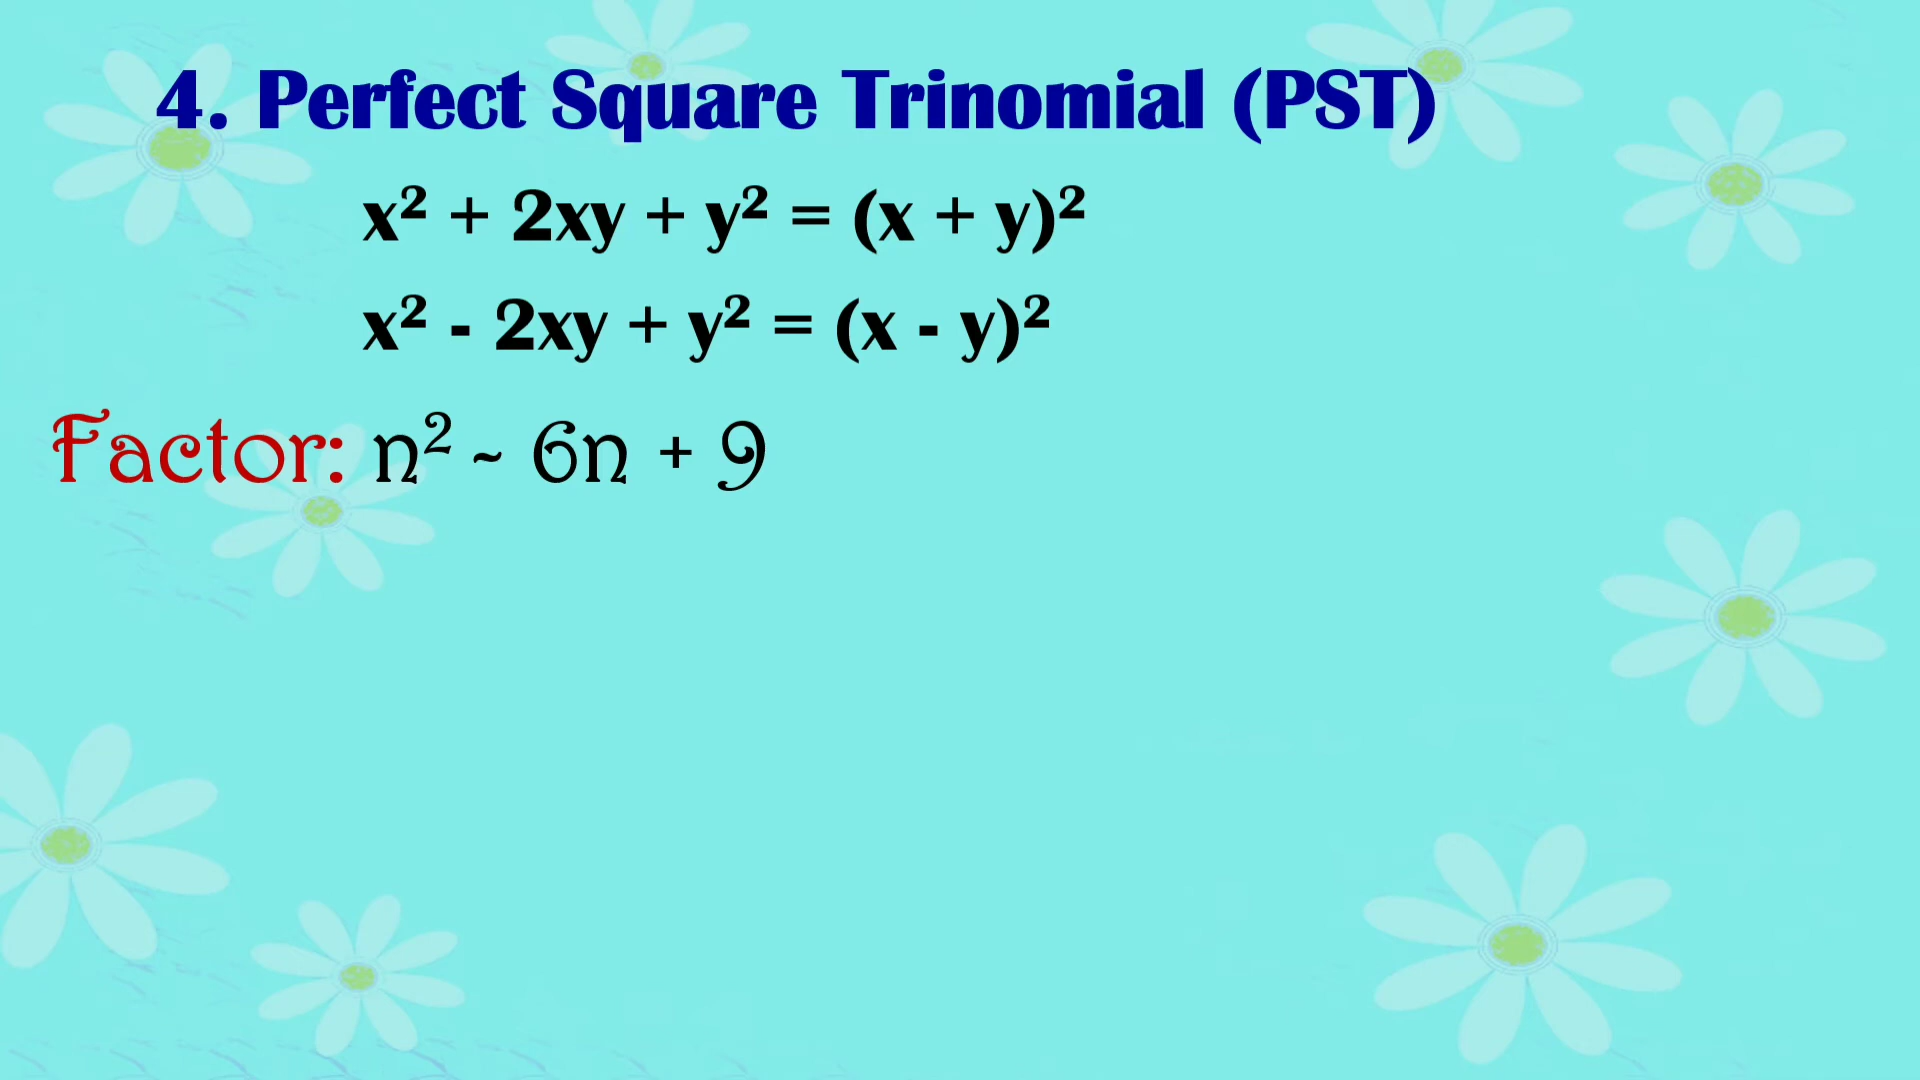 4. Perfect Square Trinomial (PST)
x² + 2xy + y² = (x + y)²
x² - 2xy + y² = (x - y)²
Factor: n² ~ 6n + 9